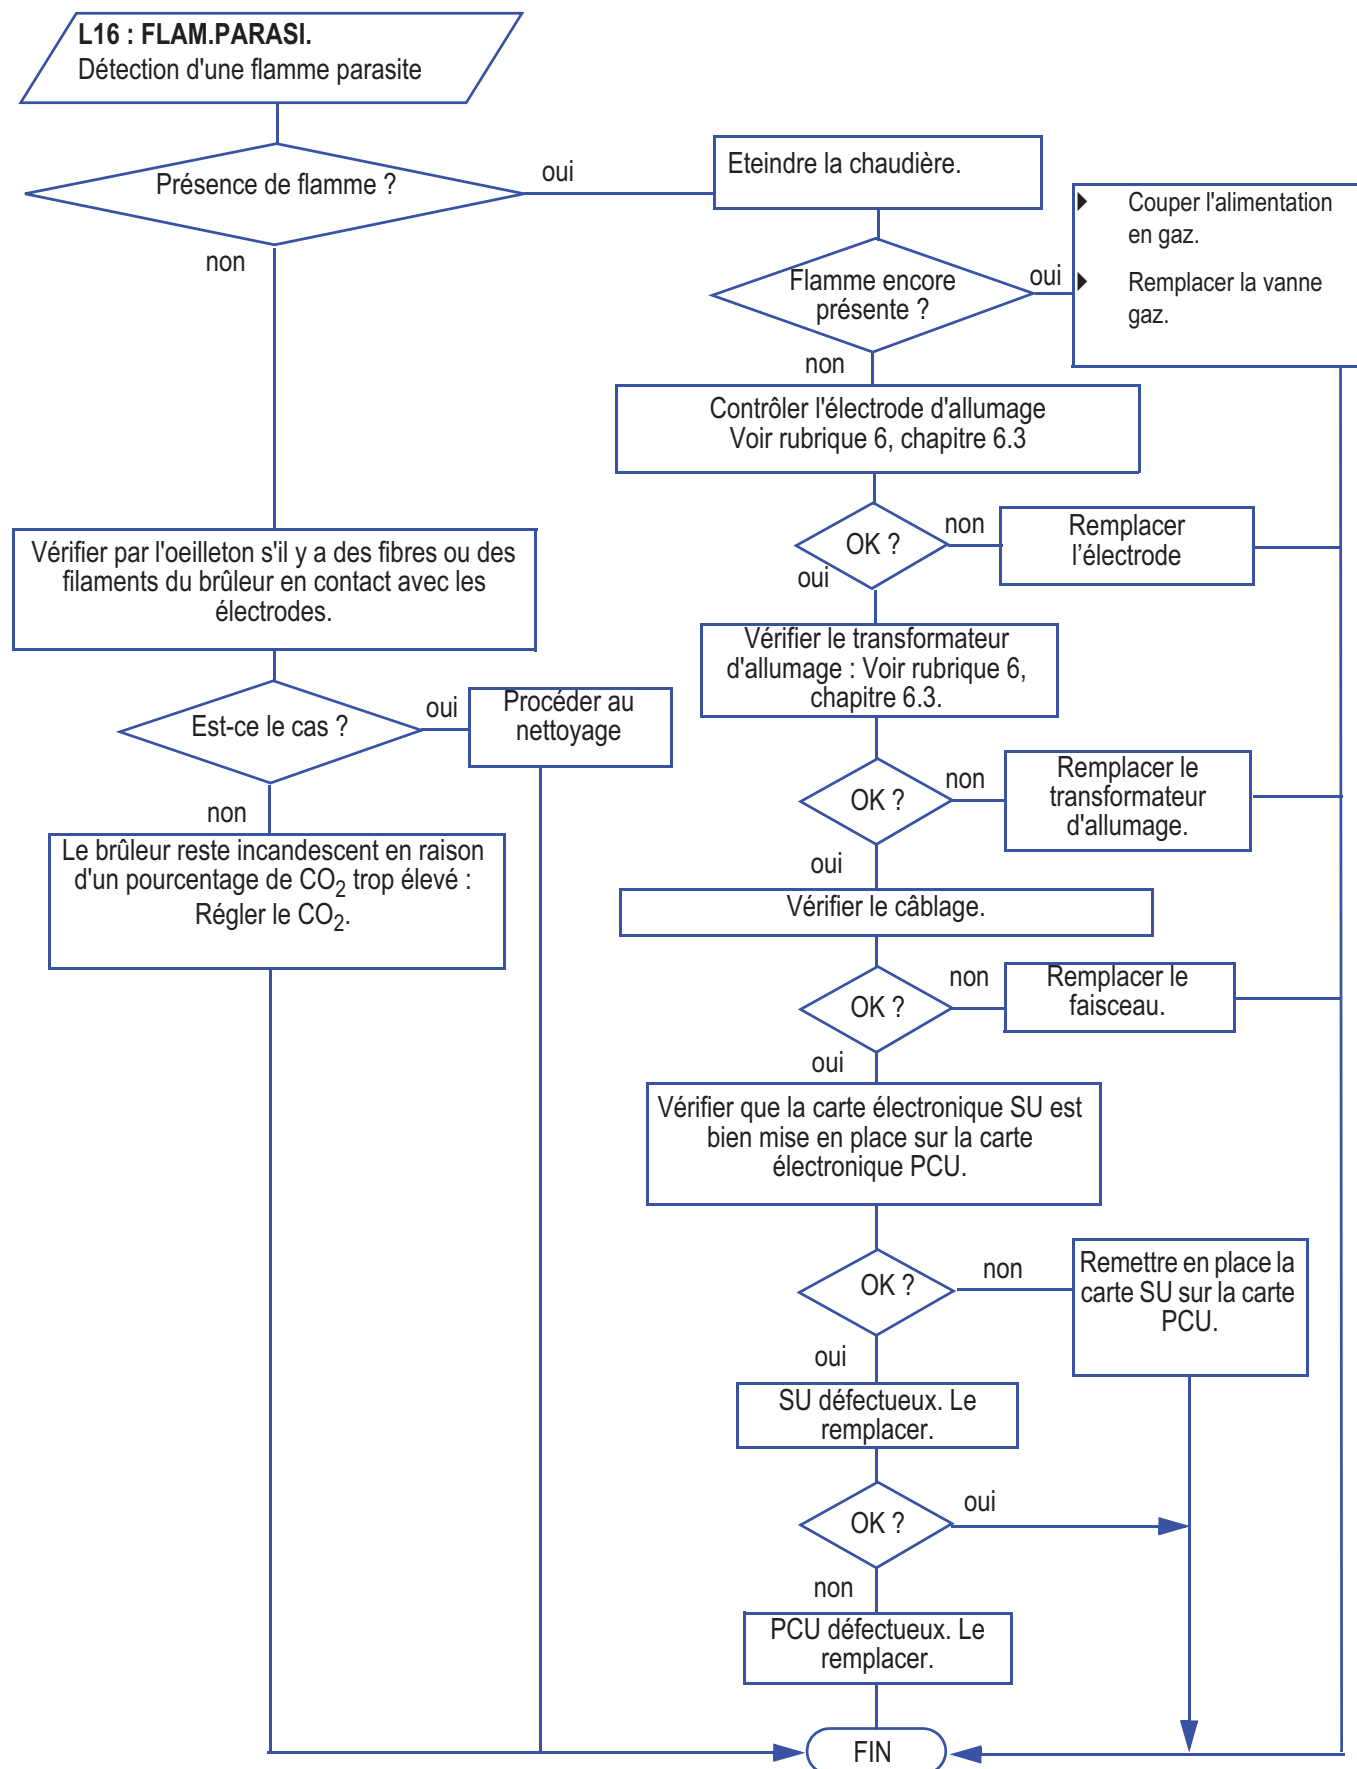 L16 : FLAM.PARASI.
Détection d'une flamme parasite
Présence de flamme ?
oui
Eteindre la chaudière.
non
Flamme encore
présente ?
oui
Couper l'alimentation
en gaz.
Remplacer la vanne
gaz.
non
Contrôler l'électrode d'allumage
Voir rubrique 6, chapitre 6.3
OK ?
non
Remplacer
l’électrode
oui
Vérifier par l'oeilleton s'il y a des fibres ou des
filaments du brûleur en contact avec les
électrodes.
Vérifier le transformateur
d'allumage : Voir rubrique 6,
chapitre 6.3.
Est-ce le cas ?
oui
Procéder au
nettoyage
non
OK ?
non
Remplacer le
transformateur
d'allumage.
oui
Le brûleur reste incandescent en raison
d'un pourcentage de CO2 trop élevé :
Régler le CO2.
Vérifier le câblage.
OK ?
non
Remplacer le
faisceau.
oui
Vérifier que la carte électronique SU est
bien mise en place sur la carte
électronique PCU.
OK ?
non
Remettre en place la
carte SU sur la carte
PCU.
oui
SU défectueux. Le
remplacer.
OK ?
oui
non
PCU défectueux. Le
remplacer.
FIN